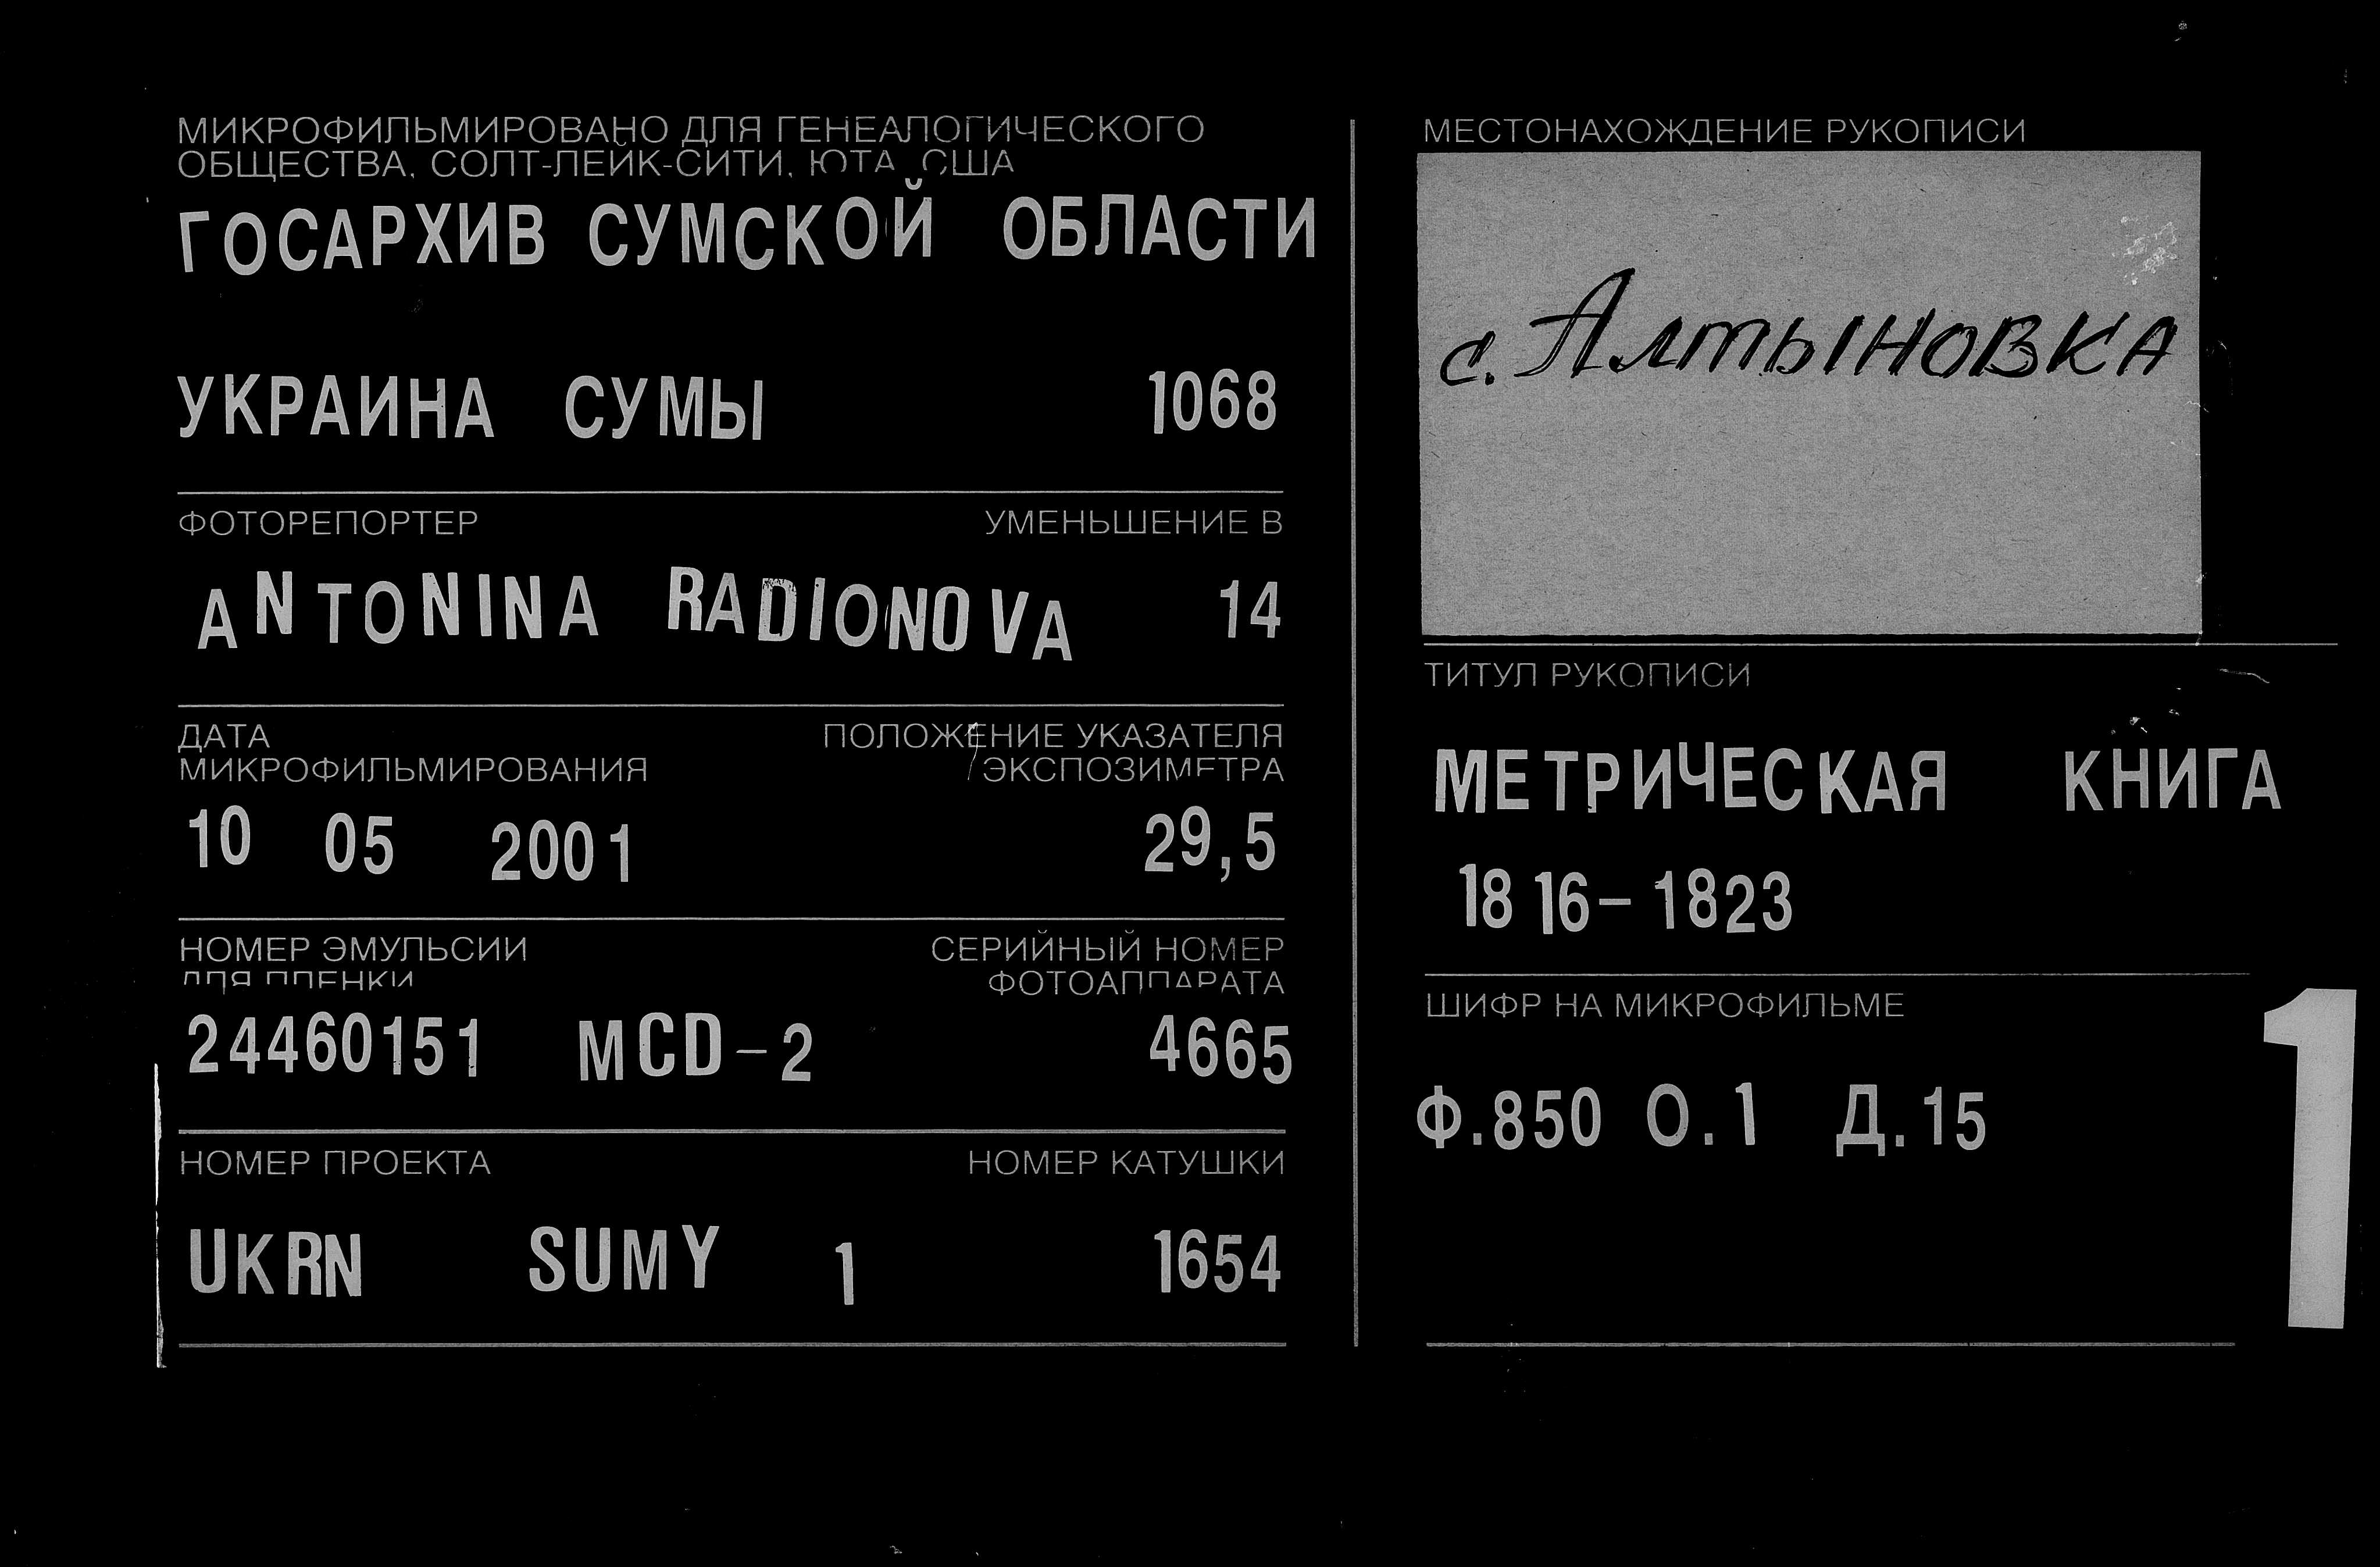 МИКРОФИЛЬМИРОВАНО ДЛЯ ГЕНЕАЛОГИЧЕСКОГО
ОБЩЕСТВА, СОЛТ-ЛЕЙК-СИТИ, ЮТА, США
ГОСАРХИВ СУМСКОЙ ОБЛАСТИ
УКРАИНА СУМЫ 1068
ФОТОРЕПОРТЕР УМЕНЬШЕНИЕ В
ANTONINA RADIONOVA 14
ДАТА ПОЛОЖЕНИЕ УКАЗАТЕЛЯ
МИКРОФИЛЬМИРОВАНИЯ ЭКСПОЗИМЕТРА
10 05 2001 29,5
НОМЕР ЭМУЛЬСИИ СЕРИЙНЫЙ НОМЕР
ДЛЯ ПЛЕНКИ ФОТОАППАРАТА
24460151 MCD-2 4665
НОМЕР ПРОЕКТА НОМЕР КАТУШКИ
UKRN SUMY 1 1654
МЕСТОНАХОЖДЕНИЕ РУКОПИСИ
с. Алтыновка
ТИТУЛ РУКОПИСИ
МЕТРИЧЕСКАЯ КНИГА
1816-1823
ШИФР НА МИКРОФИЛЬМЕ
Ф.850 О.1 Д.15
1